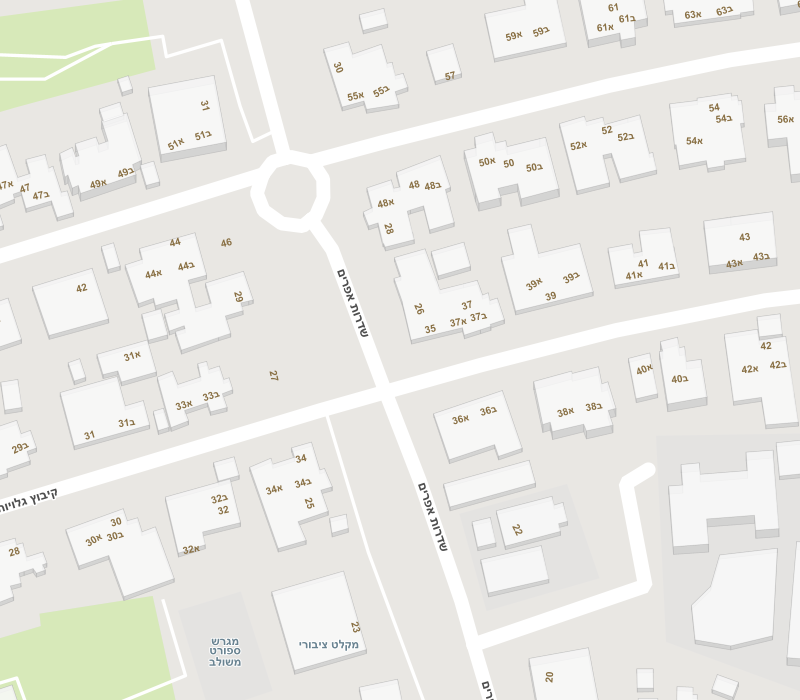 61
61א
61ב
63א
63ב
59א
59ב
30
57
55א
55ב
31
51א
51ב
54
54ב
54א
56א
52
52א
52ב
50א
50
50ב
49א
49ב
47א
47
47ב
48
48א
48ב
28
46
44
44א
44ב
43
43א
43ב
41
41א
41ב
39א
39ב
39
42
29
26
37
37א
37ב
35
שדרות אפרים
31א
27
33א
33ב
42
42א
42ב
40א
40ב
38א
38ב
36א
36ב
31
31ב
29ב
34
34א
34ב
25
קיבוץ גלויות
32ב
32
32א
30
30א
30ב
28
שדרות אפרים
22
23
מגרש
ספורט
משולב
מקלט ציבורי
20